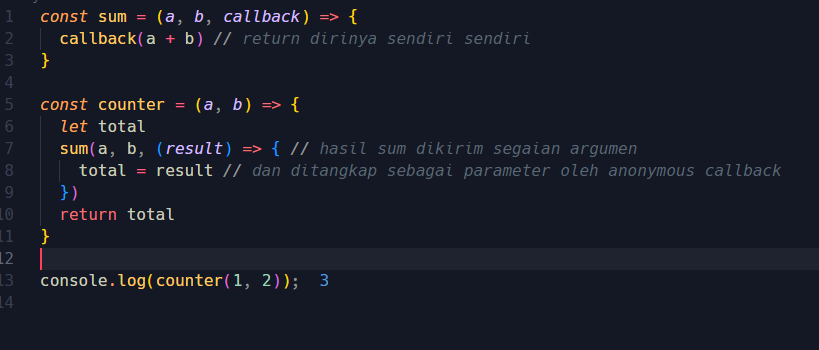 1 const sum = (a, b, callback) => {
2 callback(a + b) // return dirinya sendiri sendiri
3 }
4
5 const counter = (a, b) => {
6 let total
7 sum(a, b, (result) => { // hasil sum dikirim segaian argumen
8 total = result // dan ditangkap sebagai parameter oleh anonymous callback
9 })
10 return total
11 }
12
13 console.log(counter(1, 2)); 3
14